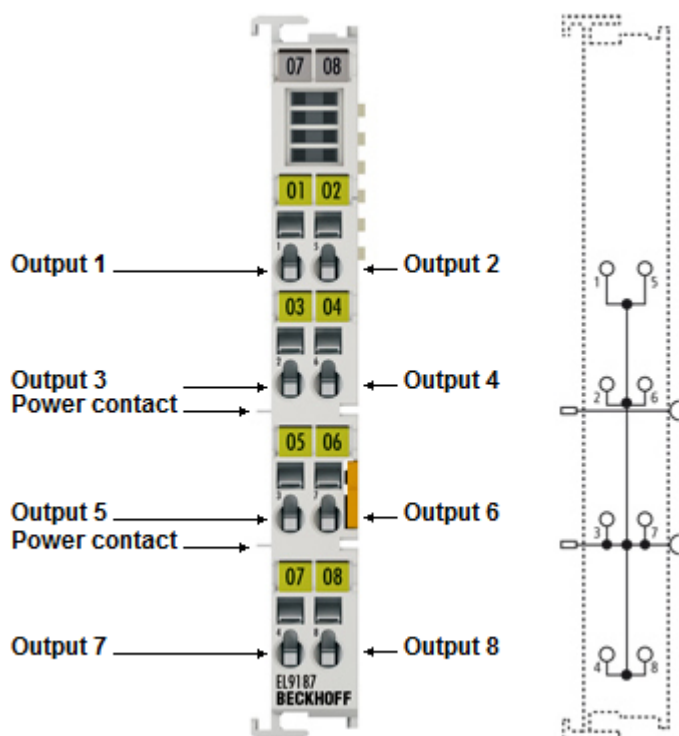 07 08
01 02
1 5
Output 1
Output 2
1 5
03 04
2 6
Output 3
Output 4
2 6
Power contact
05 06
3 7
Output 5
Output 6
3 7
Power contact
07 08
4 8
Output 7
Output 8
4 8
EL9187
BECKHOFF